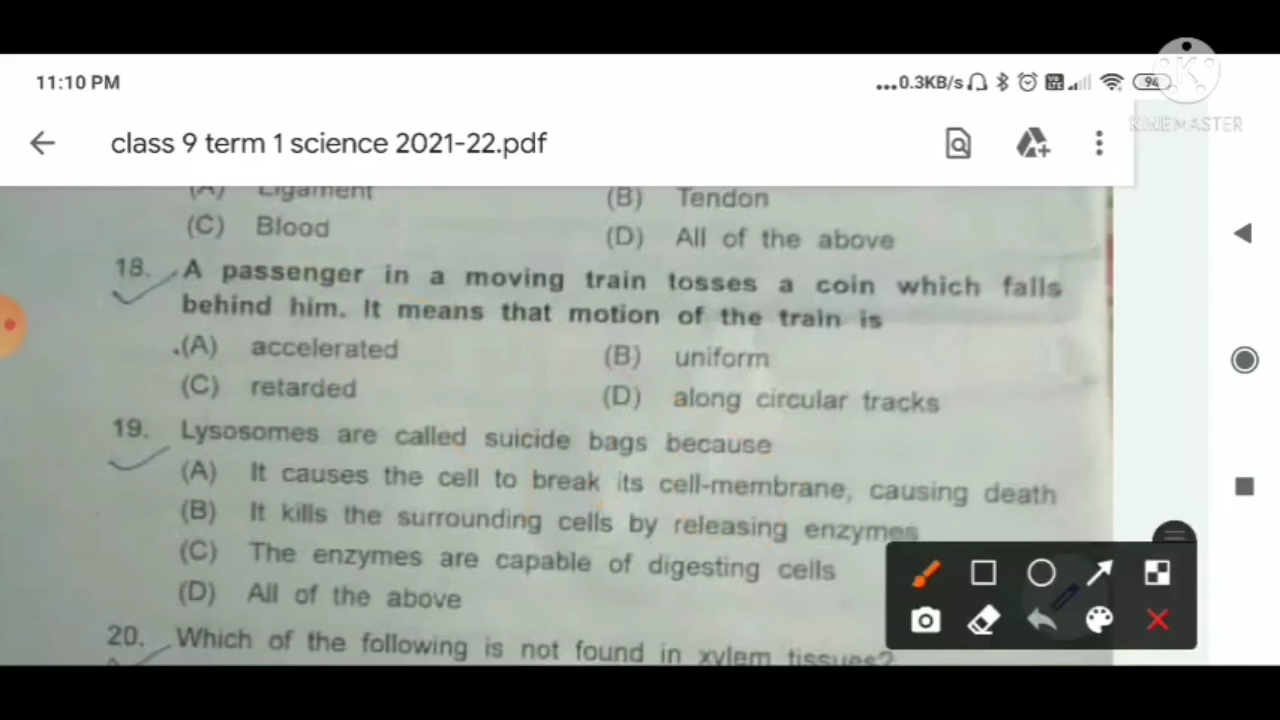 11:10 PM
...0.3KB/s
94
KINEMASTER
class 9 term 1 science 2021-22.pdf
(A) Ligament (B) Tendon
(C) Blood (D) All of the above
18. A passenger in a moving train tosses a coin which falls
behind him. It means that motion of the train is
(A) accelerated (B) uniform
(C) retarded (D) along circular tracks
19. Lysosomes are called suicide bags because
(A) It causes the cell to break its cell-membrane, causing death
(B) It kills the surrounding cells by releasing enzymes
(C) The enzymes are capable of digesting cells
(D) All of the above
20. Which of the following is not found in xylem tissues?